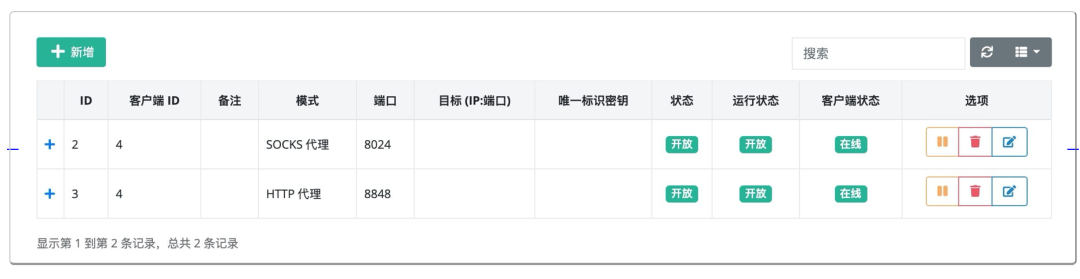 新增
搜索
ID 客户端 ID 备注 模式 端口 目标 (IP:端口) 唯一标识密钥 状态 运行状态 客户端状态 选项
2 4 SOCKS 代理 8024 开放 开放 在线
3 4 HTTP 代理 8848 开放 开放 在线
显示第 1 到第 2 条记录，总共 2 条记录